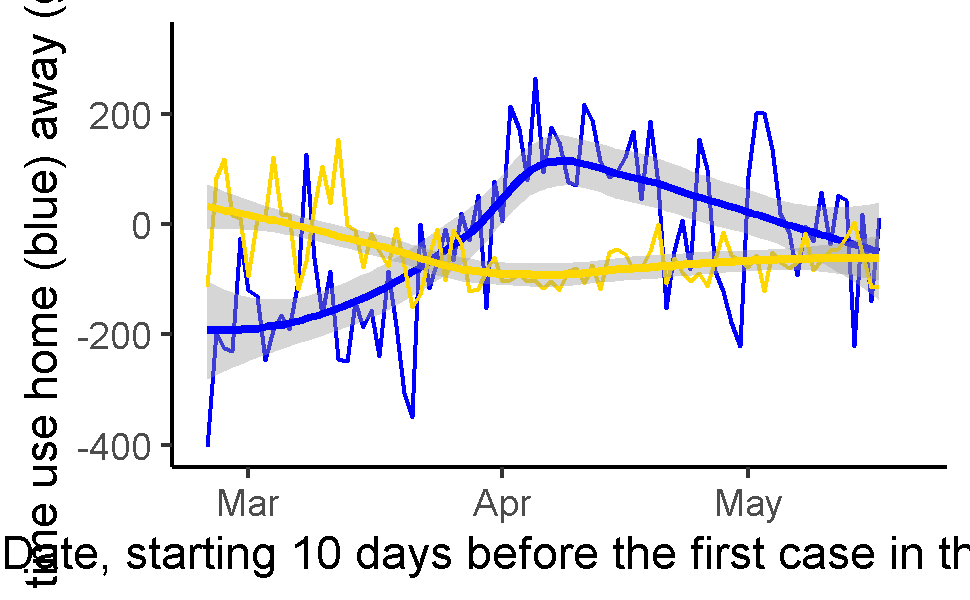 time use home (blue) away (
200
0
-200
-400
Mar Apr May
Date, starting 10 days before the first case in th